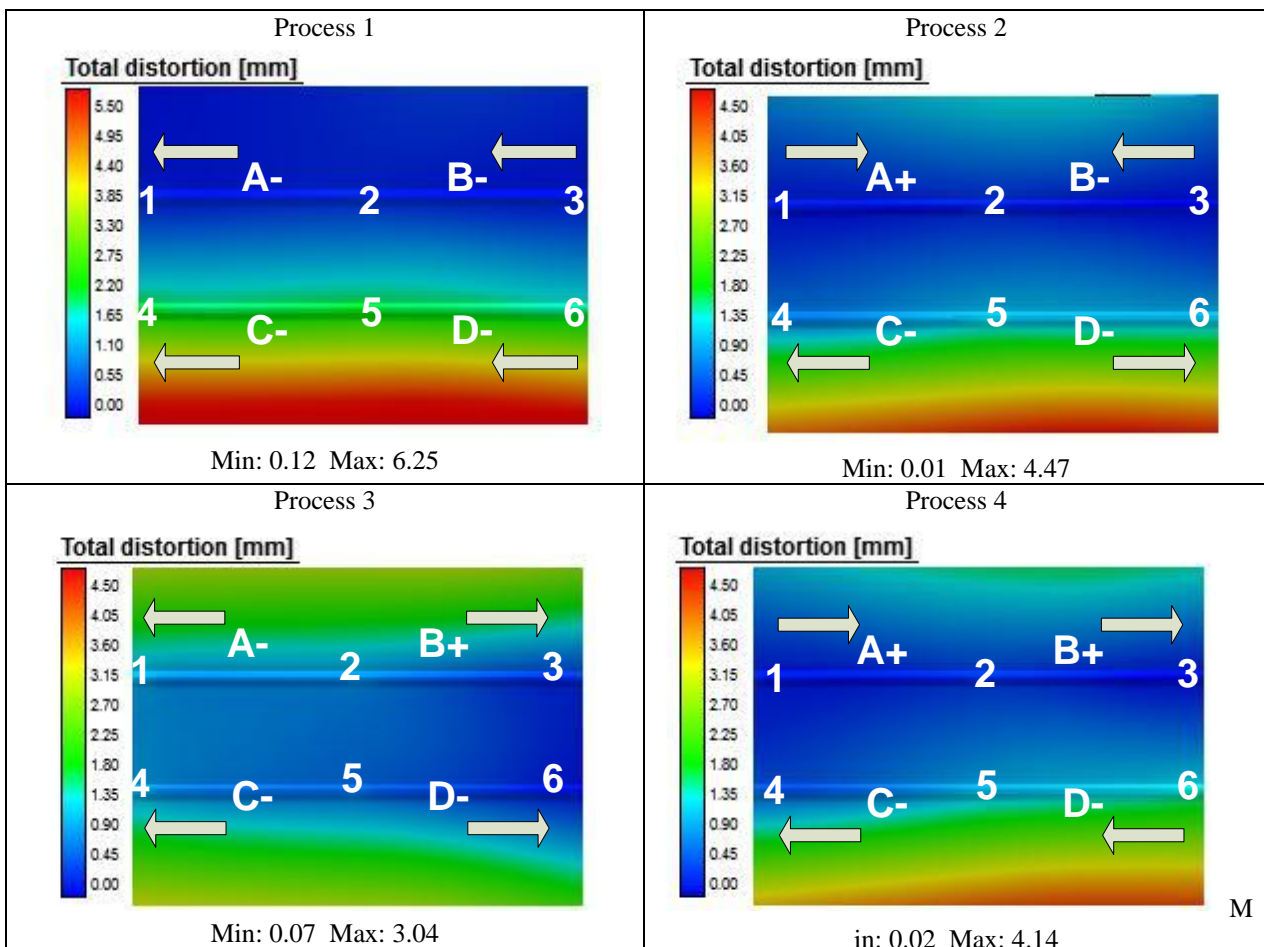 Process 1
Total distortion [mm]
5.50
4.95
4.40
3.85
3.30
2.75
2.20
1.65
1.10
0.55
0.00
A-
B-
1
2
3
4
5
6
C-
D-
Min: 0.12 Max: 6.25
Process 2
Total distortion [mm]
4.50
4.05
3.60
3.15
2.70
2.25
1.80
1.35
0.90
0.45
0.00
A+
B-
1
2
3
4
5
6
C-
D-
Min: 0.01 Max: 4.47
Process 3
Total distortion [mm]
4.50
4.05
3.60
3.15
2.70
2.25
1.80
1.35
0.90
0.45
0.00
A-
B+
1
2
3
4
5
6
C-
D-
Min: 0.07 Max: 3.04
Process 4
Total distortion [mm]
4.50
4.05
3.60
3.15
2.70
2.25
1.80
1.35
0.90
0.45
0.00
A+
B+
1
2
3
4
5
6
C-
D-
M
in: 0.02 Max: 4.14